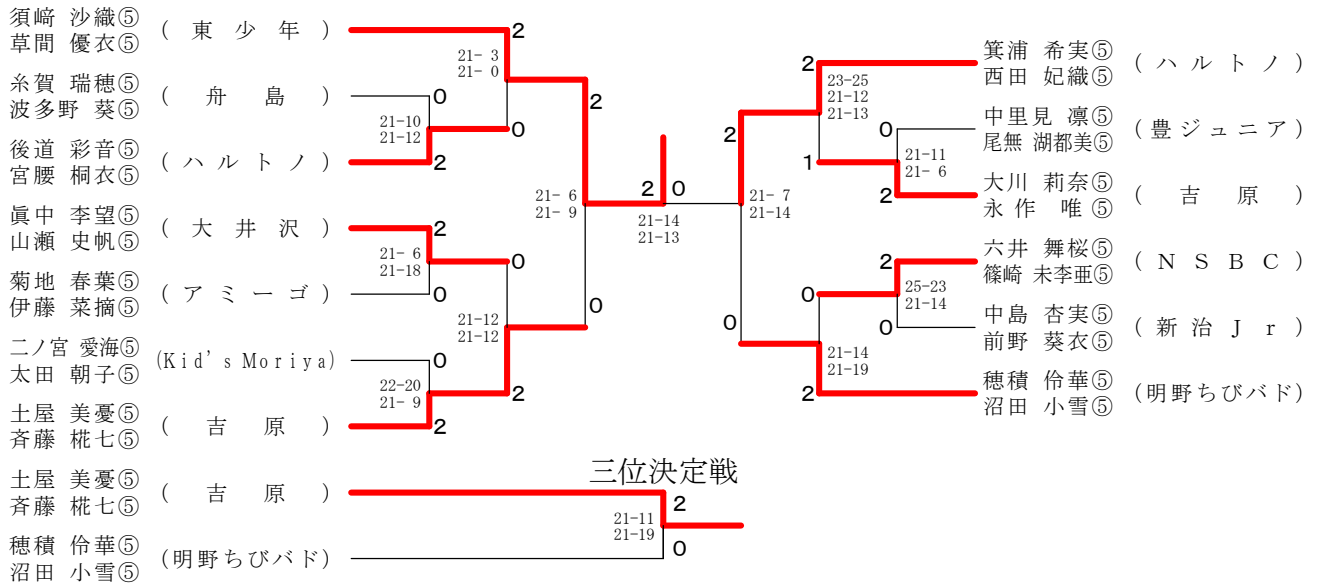 須﨑 沙織⑤
草間 優衣⑤
( 東 少 年 )
2
21- 3
21- 0
糸賀 瑞穂⑤
波多野 葵⑤
( 舟 島 )
0
21-10
21-12
0
後道 彩音⑤
宮腰 桐衣⑤
( ハ ル ト ノ )
2
2
21- 6
21- 9
眞中 李望⑤
山瀬 史帆⑤
( 大 井 沢 )
2
21- 6
21-18
0
菊地 春葉⑤
伊藤 菜摘⑤
( ア ミ ー ゴ )
0
0
21-12
21-12
二ノ宮 愛海⑤
太田 朝子⑤
(Kid's Moriya)
0
22-20
21- 9
2
土屋 美憂⑤
斉藤 椛七⑤
( 吉 原 )
2
2 0
21-14
21-13
箕浦 希実⑤
西田 妃織⑤
( ハ ル ト ノ )
2
23-25
21-12
21-13
2
中里見 凛⑤
尾無 湖都美⑤
(豊ジュニア)
0
21-11
21- 6
1
大川 莉奈⑤
永作 唯⑤
( 吉 原 )
2
21- 7
21-14
六井 舞桜⑤
篠崎 未李亜⑤
( N S B C )
2
25-23
21-14
0
中島 杏実⑤
前野 葵衣⑤
( 新 治 J r )
0
0
21-14
21-19
穂積 伶華⑤
沼田 小雪⑤
(明野ちびバド)
2
三位決定戦
土屋 美憂⑤
斉藤 椛七⑤
( 吉 原 )
2
21-11
21-19
穂積 伶華⑤
沼田 小雪⑤
(明野ちびバド)
0